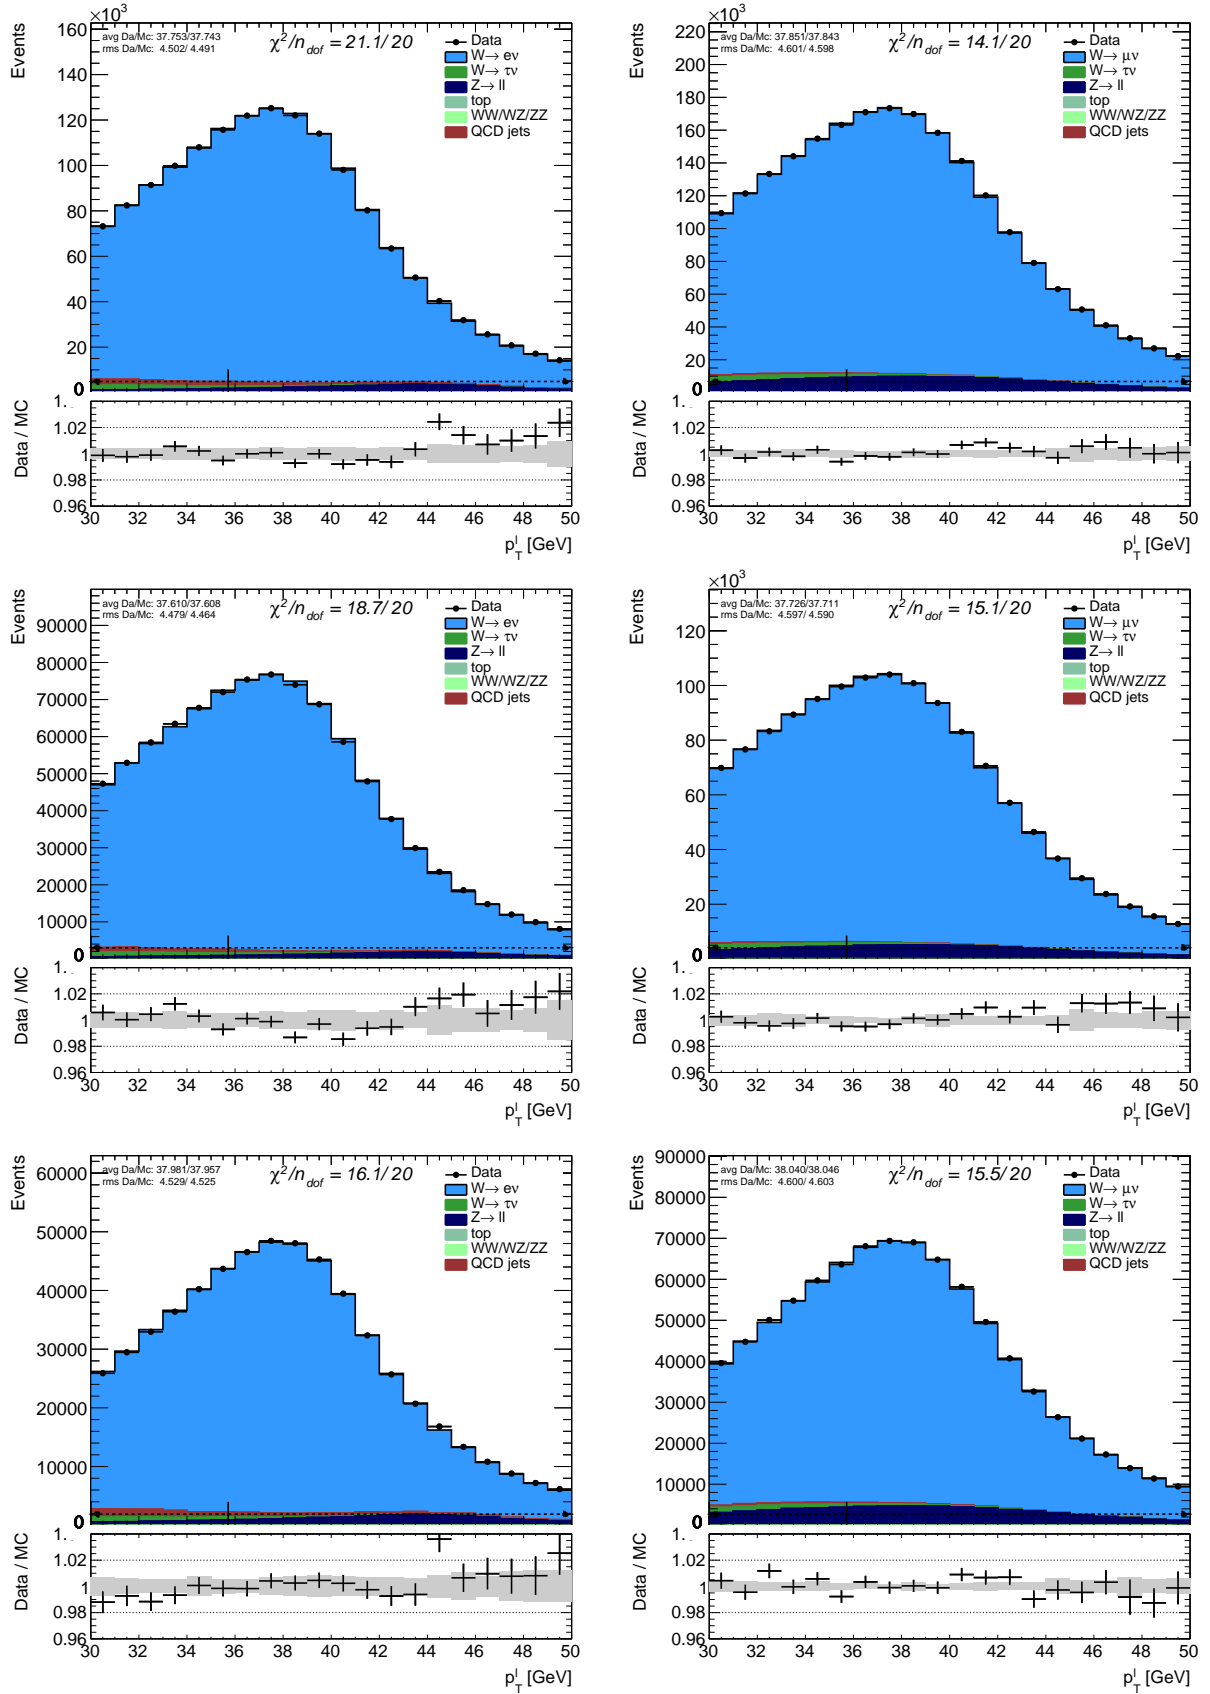 ×10³
Events
160
140
120
100
80
60
40
20
0
avg Da/Mc: 37.753/37.743
rms Da/Mc: 4.502/ 4.491
χ²/n_dof = 21.1/ 20
Data
W→ eν
W→ τν
Z→ ll
top
WW/WZ/ZZ
QCD jets
Data / MC
1.
1.02
1
0.98
0.96
30 32 34 36 38 40 42 44 46 48 50
p_T^l [GeV]
×10³
Events
220
200
180
160
140
120
100
80
60
40
20
0
avg Da/Mc: 37.851/37.843
rms Da/Mc: 4.601/ 4.598
χ²/n_dof = 14.1/ 20
Data
W→ μν
W→ τν
Z→ ll
top
WW/WZ/ZZ
QCD jets
Data / MC
1.
1.02
1
0.98
0.96
30 32 34 36 38 40 42 44 46 48 50
p_T^l [GeV]
Events
90000
80000
70000
60000
50000
40000
30000
20000
10000
0
avg Da/Mc: 37.610/37.608
rms Da/Mc: 4.479/ 4.464
χ²/n_dof = 18.7/ 20
Data
W→ eν
W→ τν
Z→ ll
top
WW/WZ/ZZ
QCD jets
Data / MC
1.
1.02
1
0.98
0.96
30 32 34 36 38 40 42 44 46 48 50
p_T^l [GeV]
×10³
Events
120
100
80
60
40
20
0
avg Da/Mc: 37.726/37.711
rms Da/Mc: 4.597/ 4.590
χ²/n_dof = 15.1/ 20
Data
W→ μν
W→ τν
Z→ ll
top
WW/WZ/ZZ
QCD jets
Data / MC
1.
1.02
1
0.98
0.96
30 32 34 36 38 40 42 44 46 48 50
p_T^l [GeV]
Events
60000
50000
40000
30000
20000
10000
0
avg Da/Mc: 37.981/37.957
rms Da/Mc: 4.529/ 4.525
χ²/n_dof = 16.1/ 20
Data
W→ eν
W→ τν
Z→ ll
top
WW/WZ/ZZ
QCD jets
Data / MC
1.
1.02
1
0.98
0.96
30 32 34 36 38 40 42 44 46 48 50
p_T^l [GeV]
Events
90000
80000
70000
60000
50000
40000
30000
20000
10000
0
avg Da/Mc: 38.040/38.046
rms Da/Mc: 4.600/ 4.603
χ²/n_dof = 15.5/ 20
Data
W→ μν
W→ τν
Z→ ll
top
WW/WZ/ZZ
QCD jets
Data / MC
1.
1.02
1
0.98
0.96
30 32 34 36 38 40 42 44 46 48 50
p_T^l [GeV]